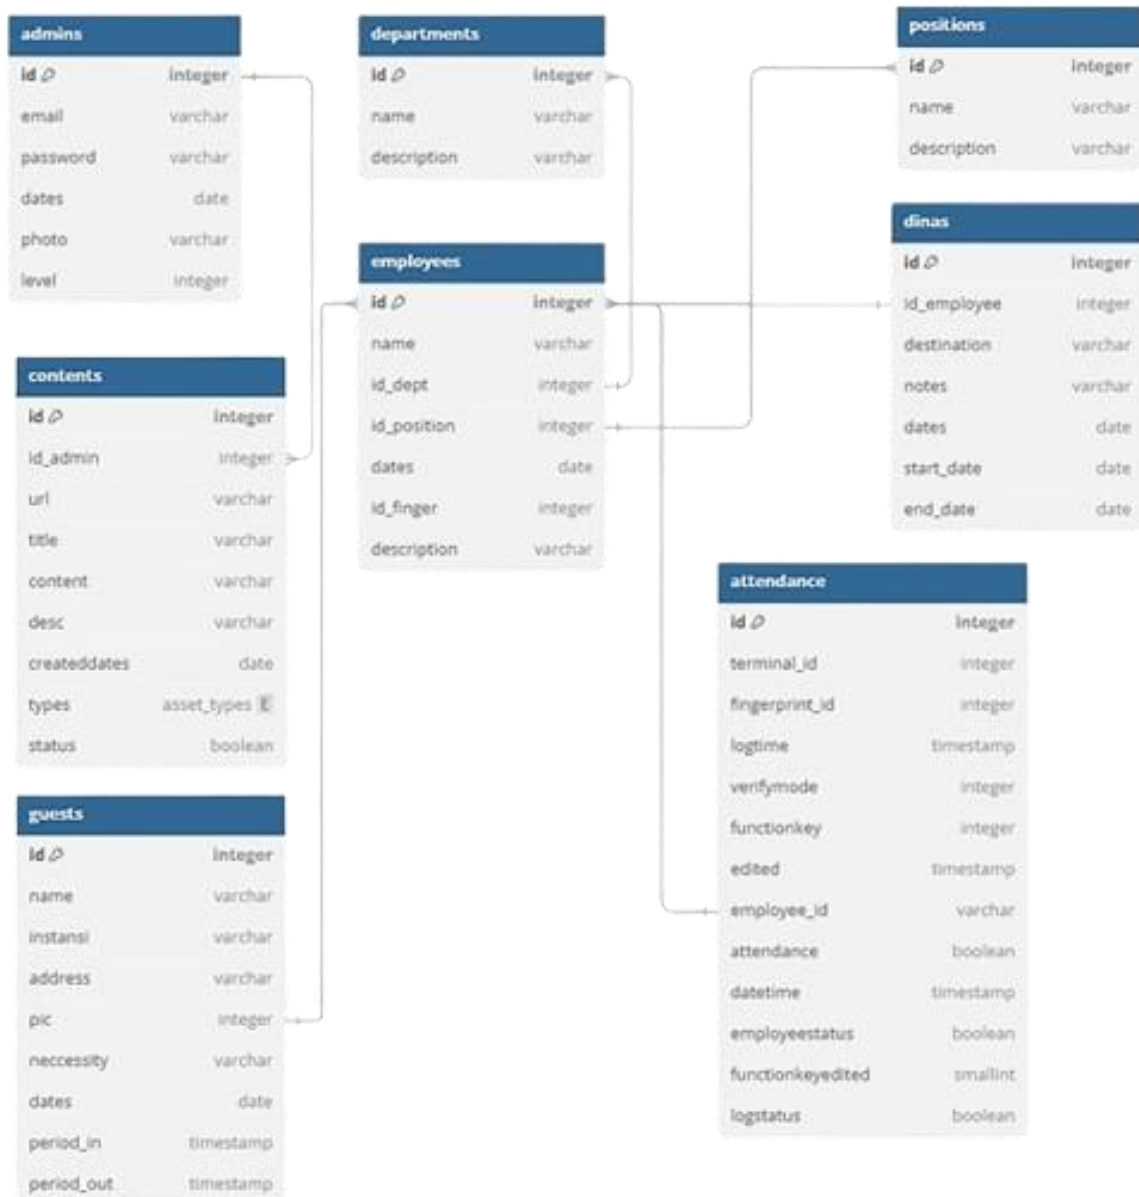 admins
id integer
email varchar
password varchar
dates date
photo varchar
level integer
departments
id integer
name varchar
description varchar
positions
id integer
name varchar
description varchar
employees
id integer
name varchar
id_dept integer
id_position integer
dates date
id_finger integer
description varchar
dinas
id integer
id_employee integer
destination varchar
notes varchar
dates date
start_date date
end_date date
contents
id integer
id_admin integer
url varchar
title varchar
content varchar
desc varchar
createddates date
types asset_types E
status boolean
attendance
id integer
terminal_id integer
fingerprint_id integer
logtime timestamp
verifymode integer
functionkey integer
edited timestamp
employee_id varchar
attendance boolean
datetime timestamp
employeestatus boolean
functionkeyedited smallint
logstatus boolean
guests
id integer
name varchar
instansi varchar
address varchar
pic integer
neccessity varchar
dates date
period_in timestamp
period_out timestamp